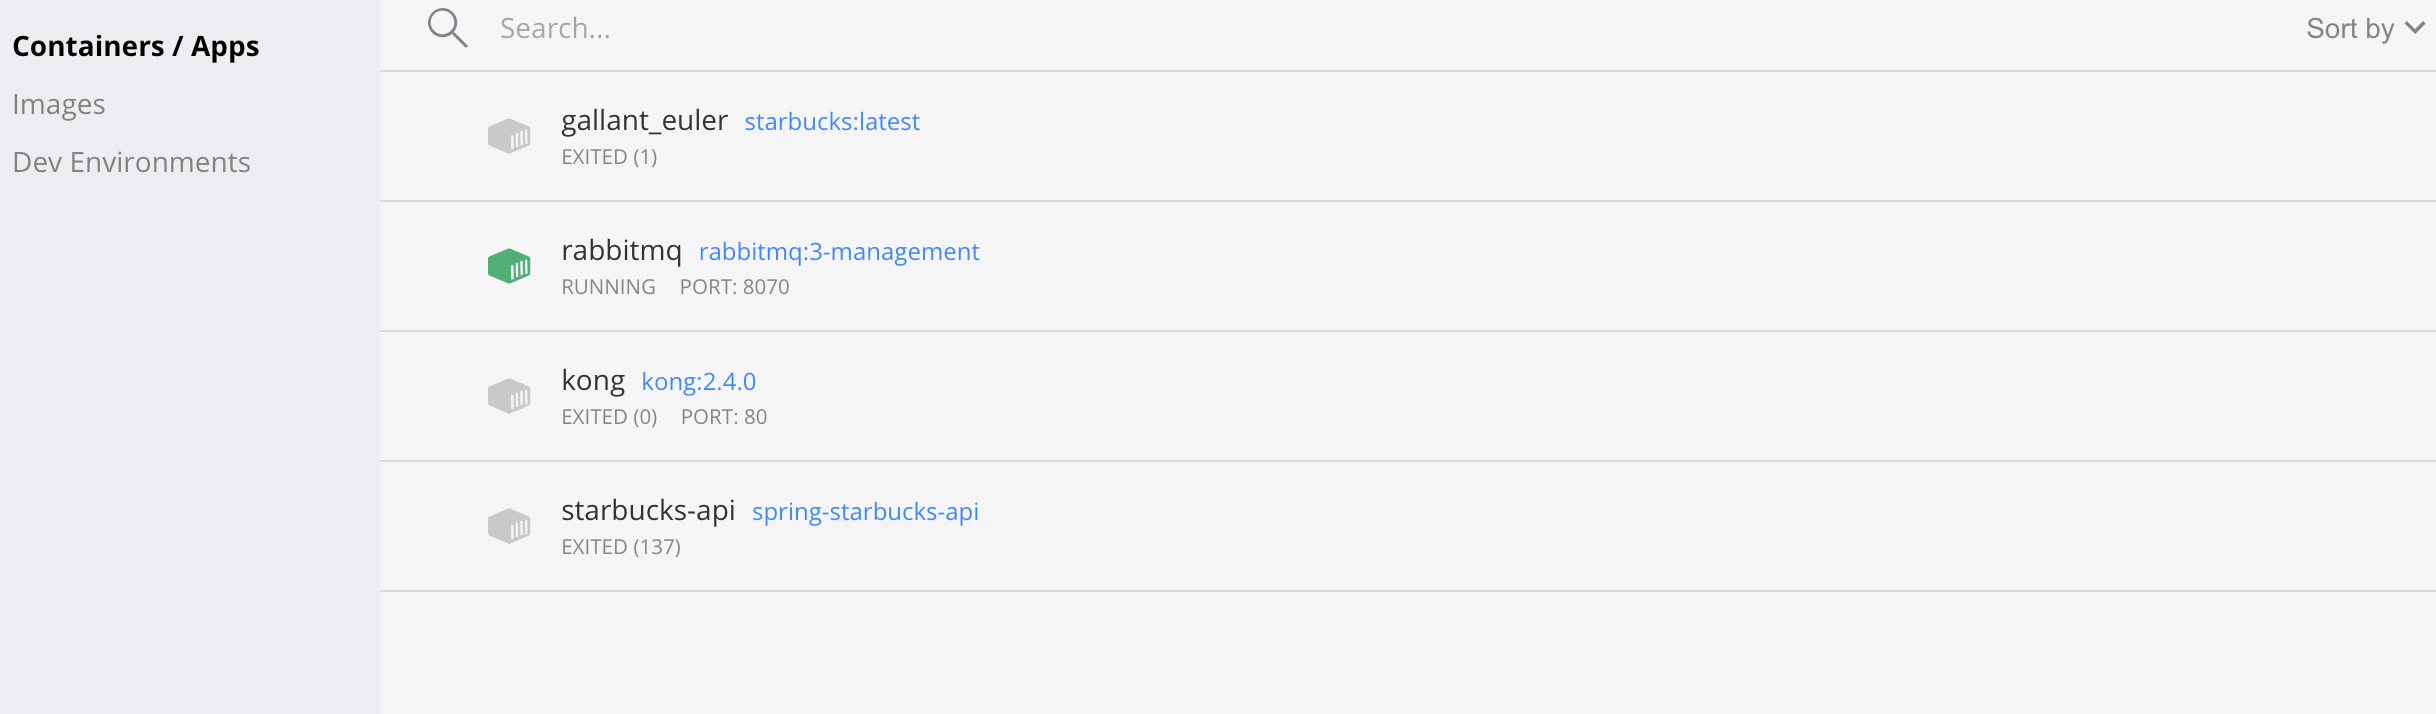 Containers / Apps
Images
Dev Environments
Search...
Sort by
gallant_euler starbucks:latest
EXITED (1)
rabbitmq rabbitmq:3-management
RUNNING PORT: 8070
kong kong:2.4.0
EXITED (0) PORT: 80
starbucks-api spring-starbucks-api
EXITED (137)